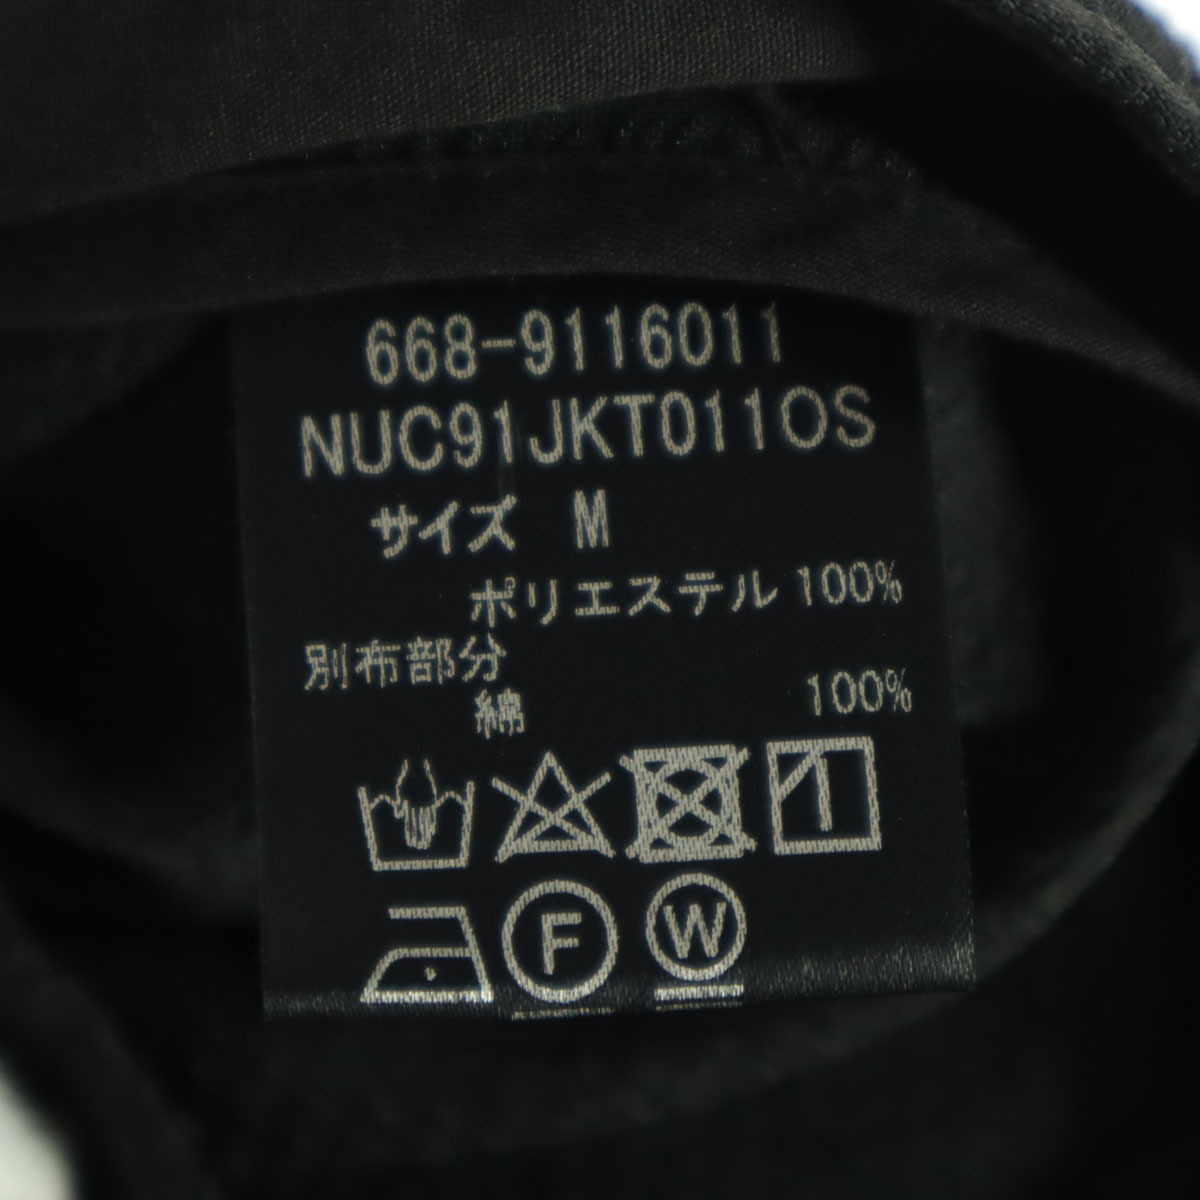 668-9116011
NUC91JKT011OS
サイズ M
ポリエステル 100%
別布部分
綿 100%
F W